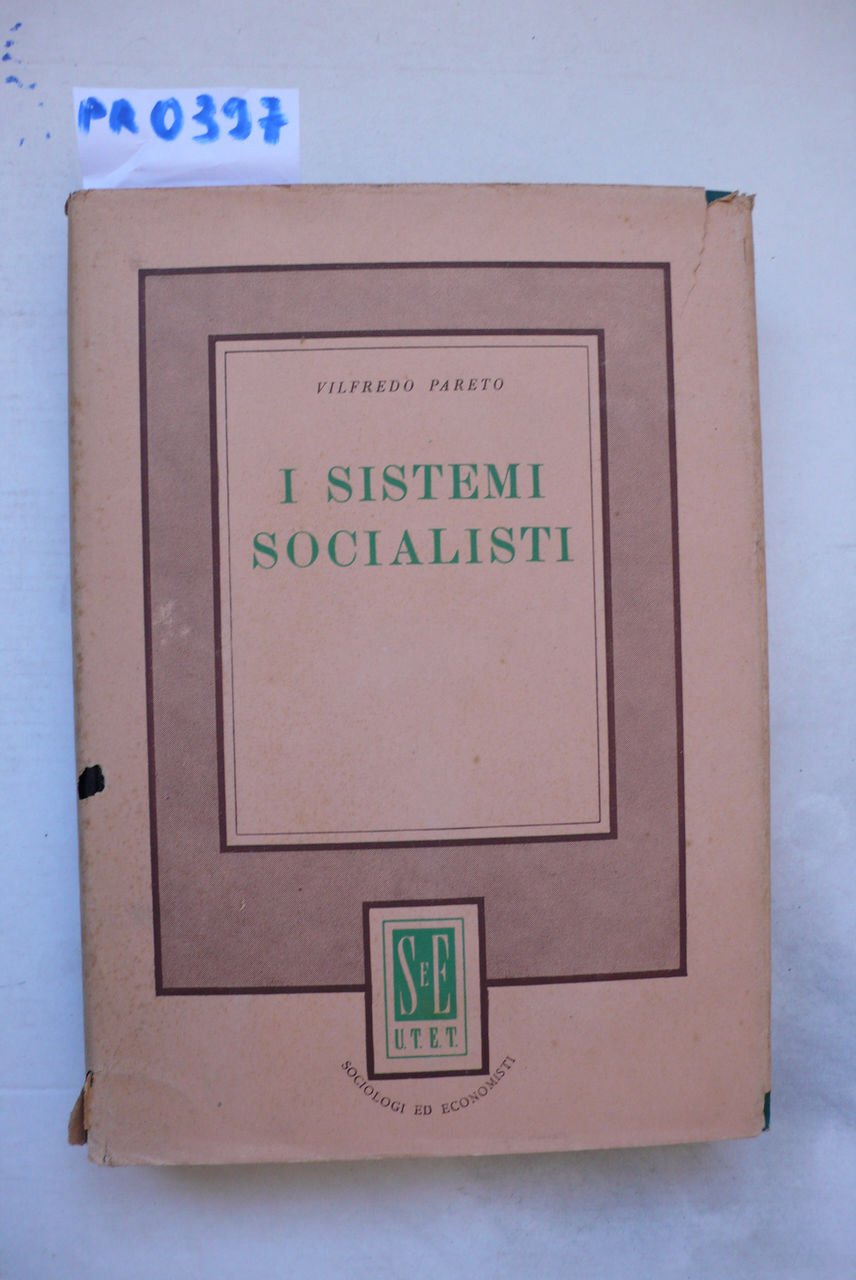 PR0397
VILFREDO PARETO
I SISTEMI
SOCIALISTI
SEE
U.T.E.T.
SOCIOLOGI ED ECONOMISTI